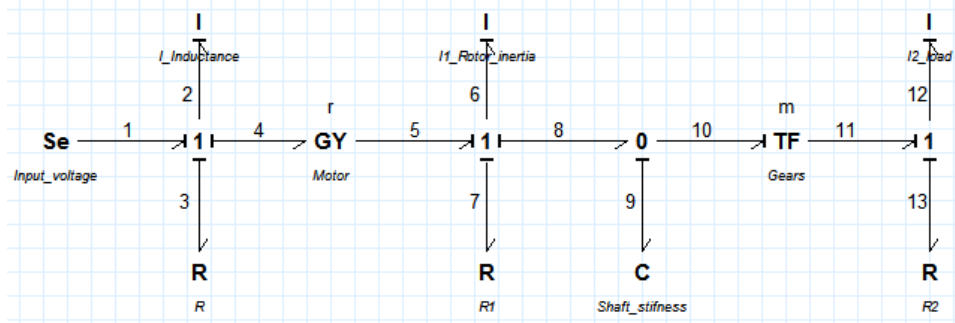 I I I
I_Inductance I1_Rotor_inertia I2_load
2 6 12
r m
1 4 5 8 10 11
Se 1 GY 1 0 TF 1
Input_voltage Motor Gears
3 7 9 13
R R C R
R R1 Shaft_stifness R2